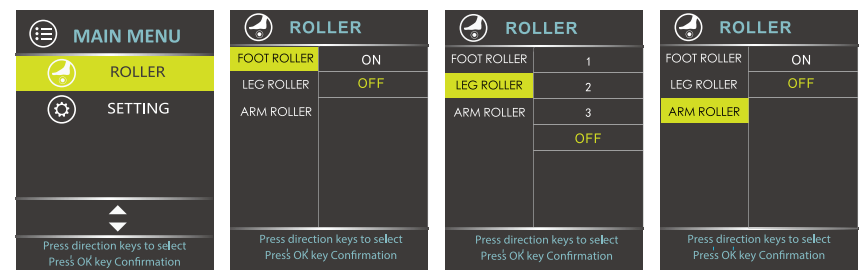 MAIN MENU
ROLLER
SETTING
Press direction keys to select
Press OK key Confirmation
ROLLER
FOOT ROLLER ON
LEG ROLLER OFF
ARM ROLLER
Press direction keys to select
Press OK key Confirmation
ROLLER
FOOT ROLLER 1
LEG ROLLER 2
ARM ROLLER 3
OFF
Press direction keys to select
Press OK key Confirmation
ROLLER
FOOT ROLLER ON
LEG ROLLER OFF
ARM ROLLER
Press direction keys to select
Press OK key Confirmation